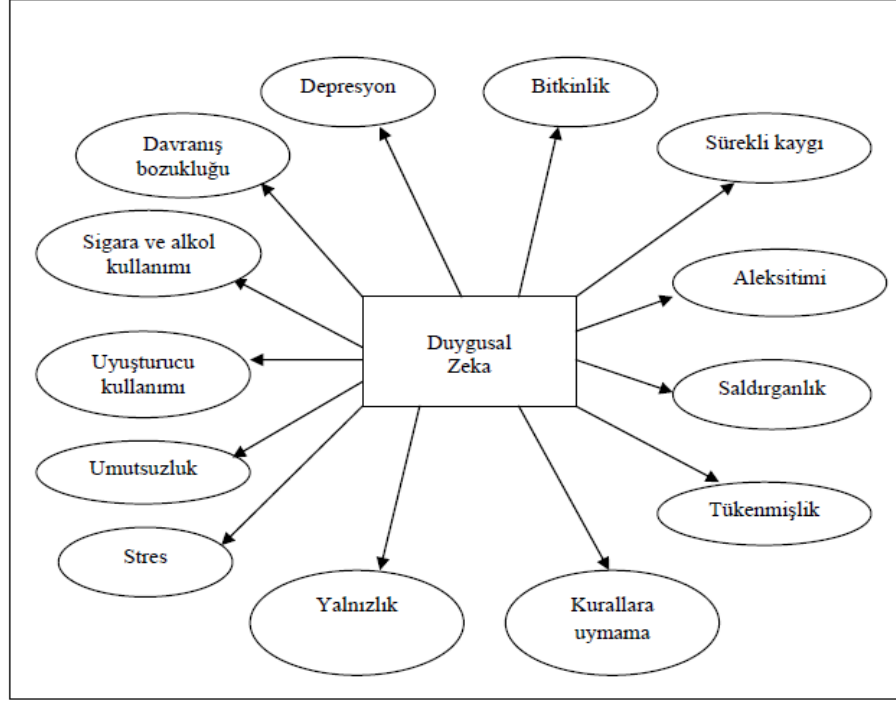 Depresyon
Bitkinlik
Davranış
bozukluğu
Sürekli kaygı
Sigara ve alkol
kullanımı
Aleksitimi
Duygusal
Zeka
Uyuşturucu
kullanımı
Saldırganlık
Umutsuzluk
Tükenmişlik
Stres
Yalnızlık
Kurallara
uymama